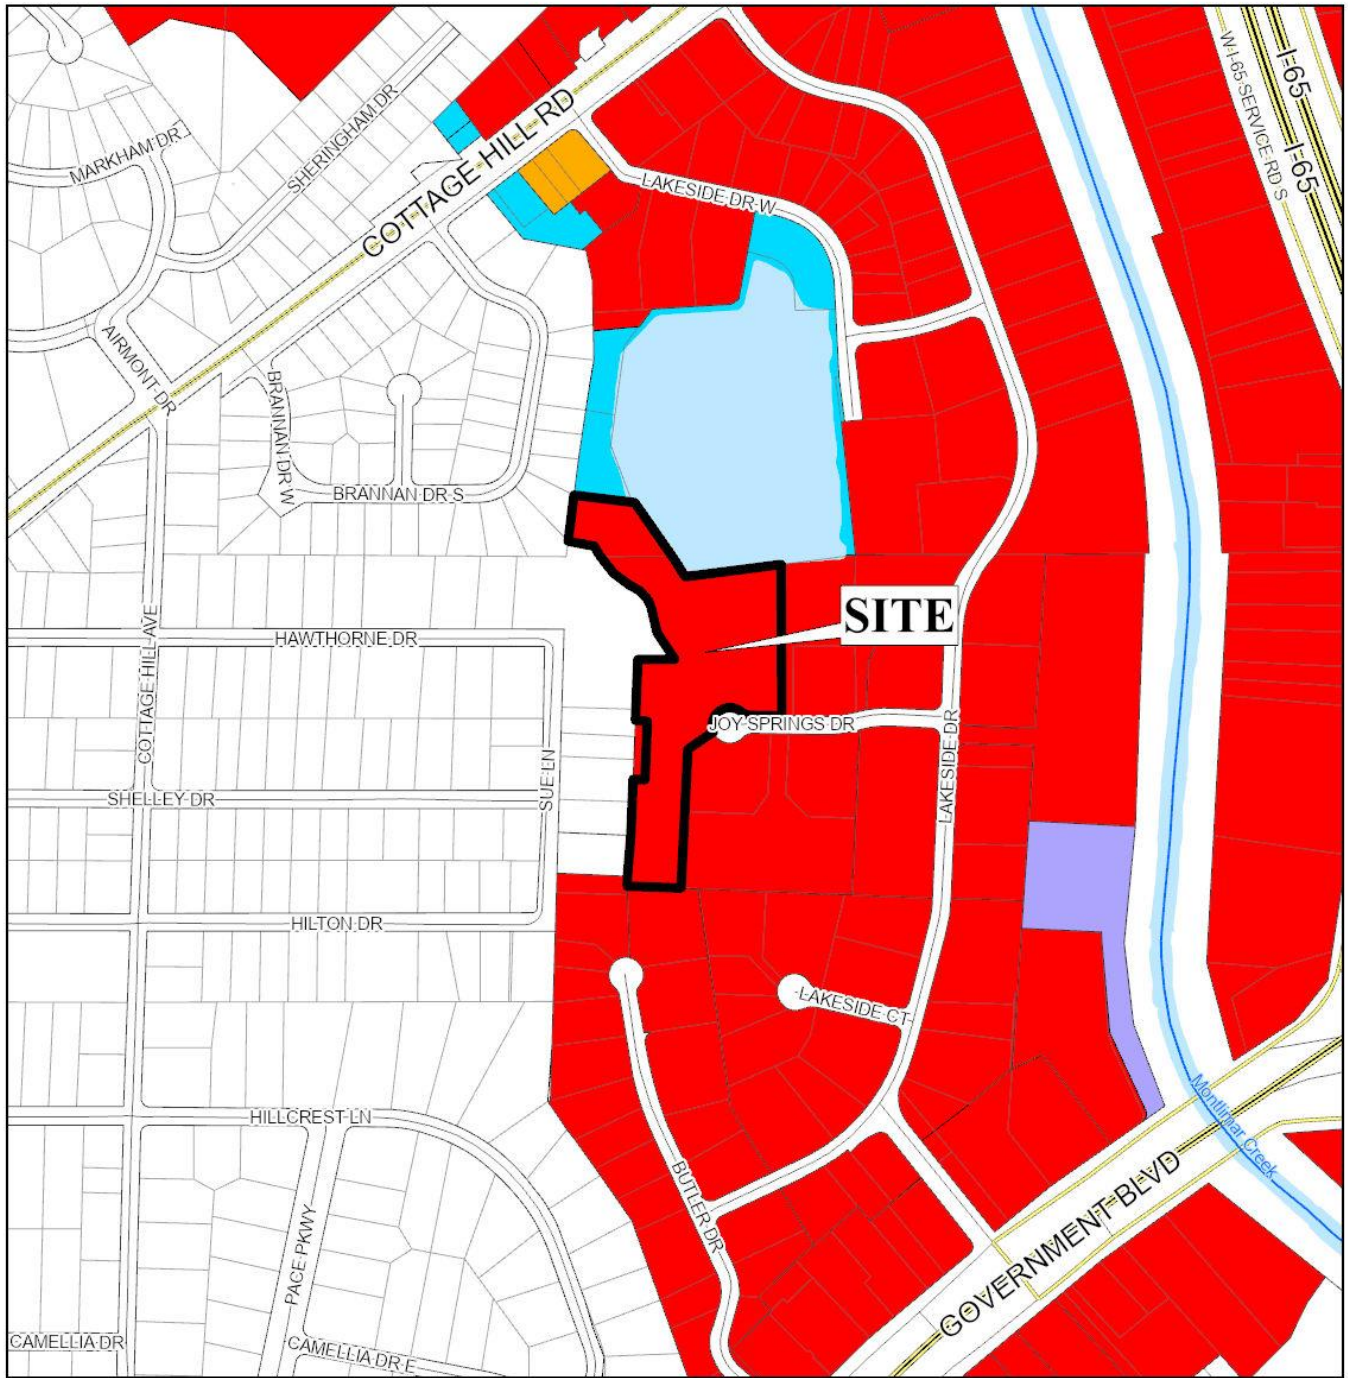 MARKHAM DR
SHERINGHAM DR
COTTAGE HILL RD
W-I-65 SERVICE RD S
I-65
I-65
LAKESIDE DR W
AIRMONT DR
BRANNAN DR W
BRANNAN DR S
SITE
HAWTHORNE DR
COTTAGE HILL AVE
JOY SPRINGS DR
SUE LN
LAKESIDE DR
SHELLEY DR
HILTON DR
LAKESIDE CT
HILLCREST LN
Montlimar Creek
BUTLER DR
GOVERNMENT BLVD
PACE PKWY
CAMELLIA DR
CAMELLIA DR E